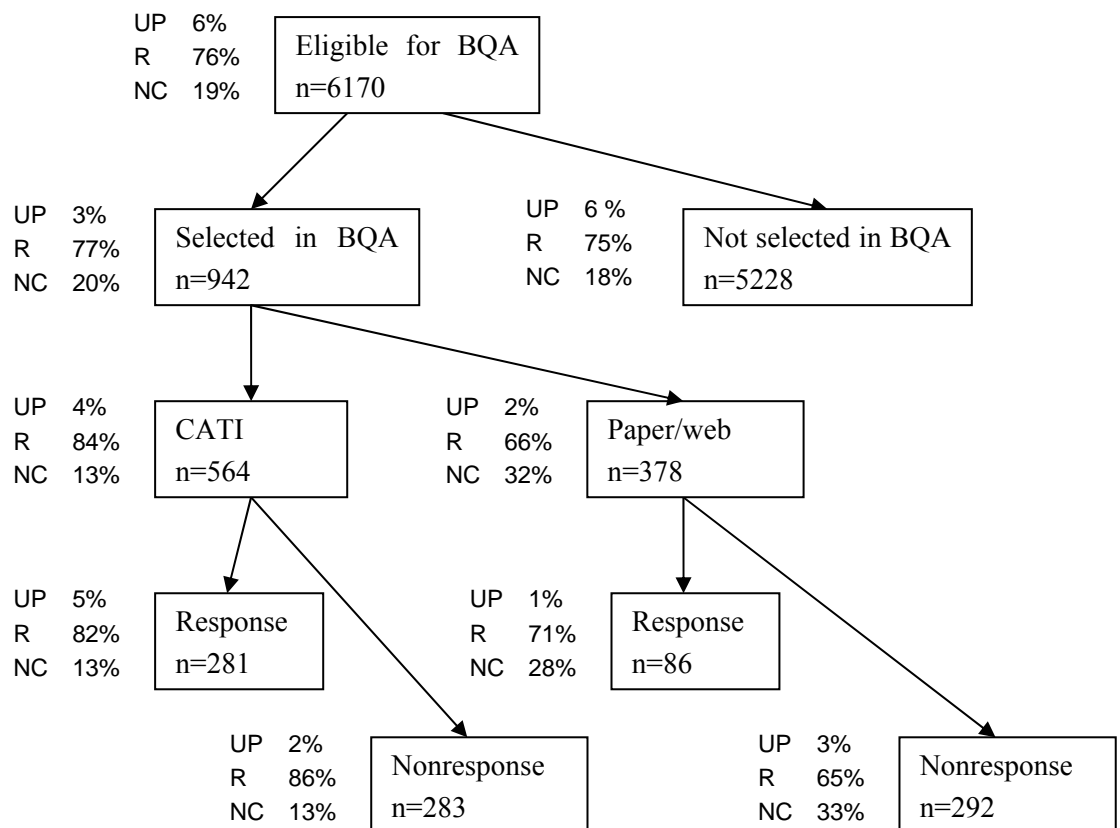 UP 6%
R 76%
NC 19%
Eligible for BQA
n=6170
UP 3%
R 77%
NC 20%
Selected in BQA
n=942
UP 6 %
R 75%
NC 18%
Not selected in BQA
n=5228
UP 4%
R 84%
NC 13%
CATI
n=564
UP 2%
R 66%
NC 32%
Paper/web
n=378
UP 5%
R 82%
NC 13%
Response
n=281
UP 1%
R 71%
NC 28%
Response
n=86
UP 2%
R 86%
NC 13%
Nonresponse
n=283
UP 3%
R 65%
NC 33%
Nonresponse
n=292